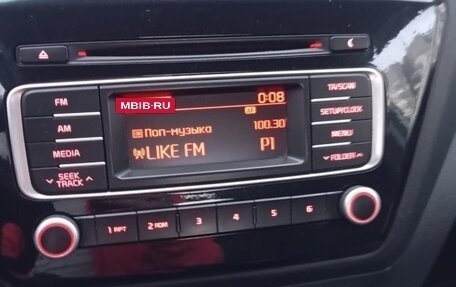 FM
AM
MEDIA
SEEK
TRACK
MBIB-RU
0:08
AF
Поп-музыка 100.30
LIKE FM P1
TA/SCAN
SETUP/CLOCK
MENU
FOLDER
1 RPT
2 RDM
3
4
5
6